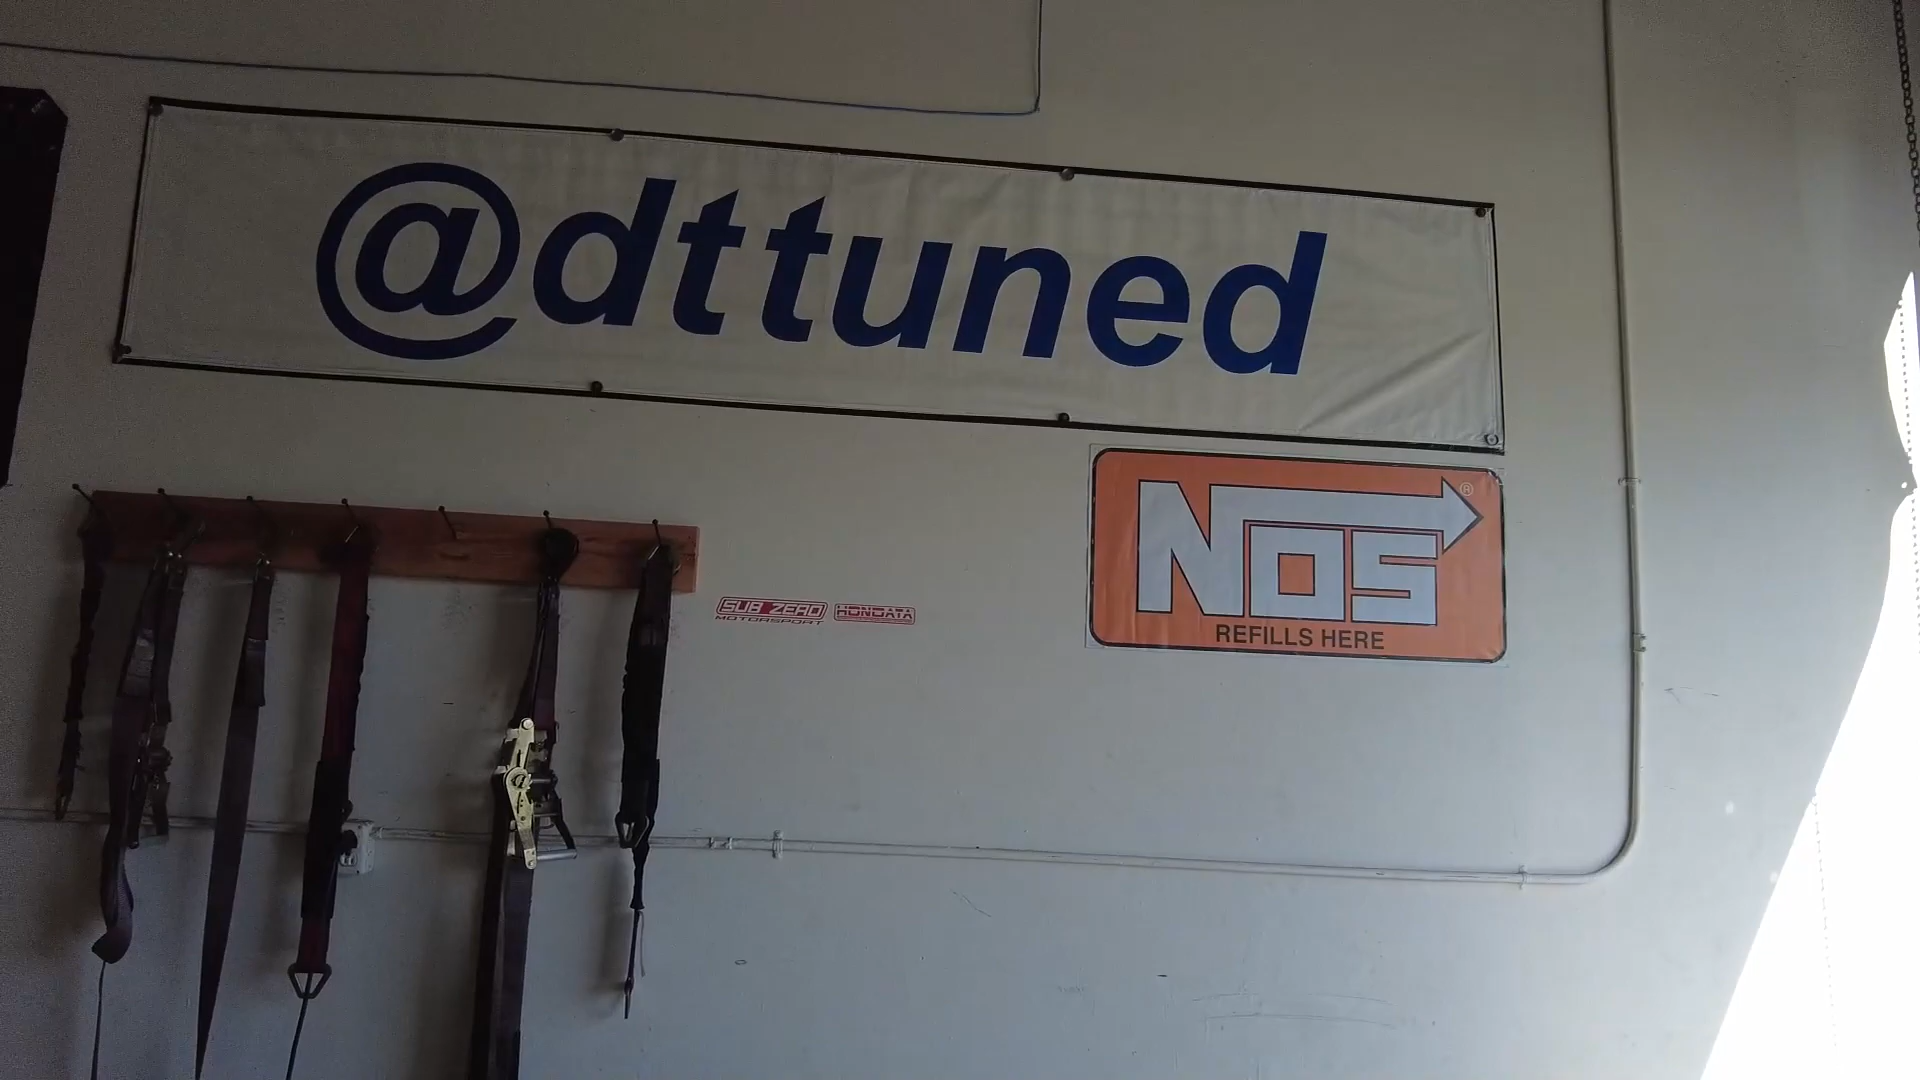 @dttuned
NOS®
REFILLS HERE
SUB ZERO
MOTORSPORT
HONDATA